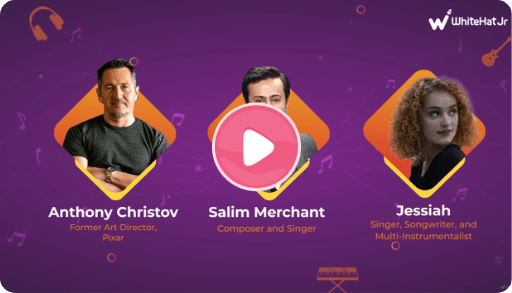 WhiteHat Jr
Anthony Christov
Former Art Director,
Pixar
Salim Merchant
Composer and Singer
Jessiah
Singer, Songwriter, and
Multi-Instrumentalist